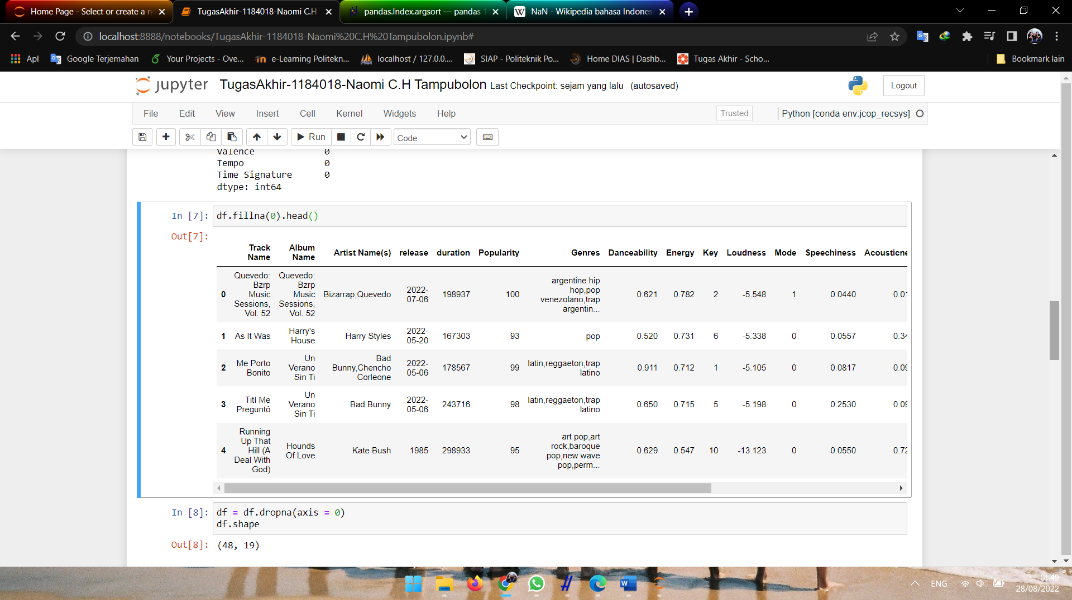 Home Page - Select or create a n
TugasAkhir-1184018-Naomi C.H
pandas.Index.argsort — pandas
NaN - Wikipedia bahasa Indones
localhost:8888/notebooks/TugasAkhir-1184018-Naomi%20C.H%20Tampubolon.ipynb#
Apl
Google Terjemahan
Your Projects - Ove...
e-Learning Politekn...
localhost / 127.0.0....
SIAP - Politeknik Po...
Home DIAS | Dashb...
Tugas Akhir - Scho...
Bookmark lain
jupyter TugasAkhir-1184018-Naomi C.H Tampubolon Last Checkpoint: sejam yang lalu (autosaved)
Logout
File Edit View Insert Cell Kernel Widgets Help
Trusted
Python [conda env.jcop_recsys]
Run
Code
Valence 0
Tempo 0
Time Signature 0
dtype: int64
In [7]: df.fillna(0).head()
Out[7]:
Track Name Album Name Artist Name(s) release duration Popularity Genres Danceability Energy Key Loudness Mode Speechiness Acousticne
0 Quevedo: Bzrp Music Sessions, Vol. 52 Quevedo: Bzrp Music Sessions, Vol. 52 Bizarrap,Quevedo 2022-07-06 198937 100 argentine hip hop,pop venezolano,trap argentin... 0.621 0.782 2 -5.548 1 0.0440 0.01
1 As It Was Harry's House Harry Styles 2022-05-20 167303 93 pop 0.520 0.731 6 -5.338 0 0.0557 0.34
2 Me Porto Bonito Un Verano Sin Ti Bad Bunny,Chencho Corleone 2022-05-06 178567 99 latin,reggaeton,trap latino 0.911 0.712 1 -5.105 0 0.0817 0.09
3 Tití Me Preguntó Un Verano Sin Ti Bad Bunny 2022-05-06 243716 98 latin,reggaeton,trap latino 0.650 0.715 5 -5.198 0 0.2530 0.09
4 Running Up That Hill (A Deal With God) Hounds Of Love Kate Bush 1985 298933 95 art pop,art rock,baroque pop,new wave pop,perm... 0.629 0.547 10 -13.123 0 0.0550 0.72
In [8]: df = df.dropna(axis = 0)
df.shape
Out[8]: (48, 19)
ENG
28/08/2022